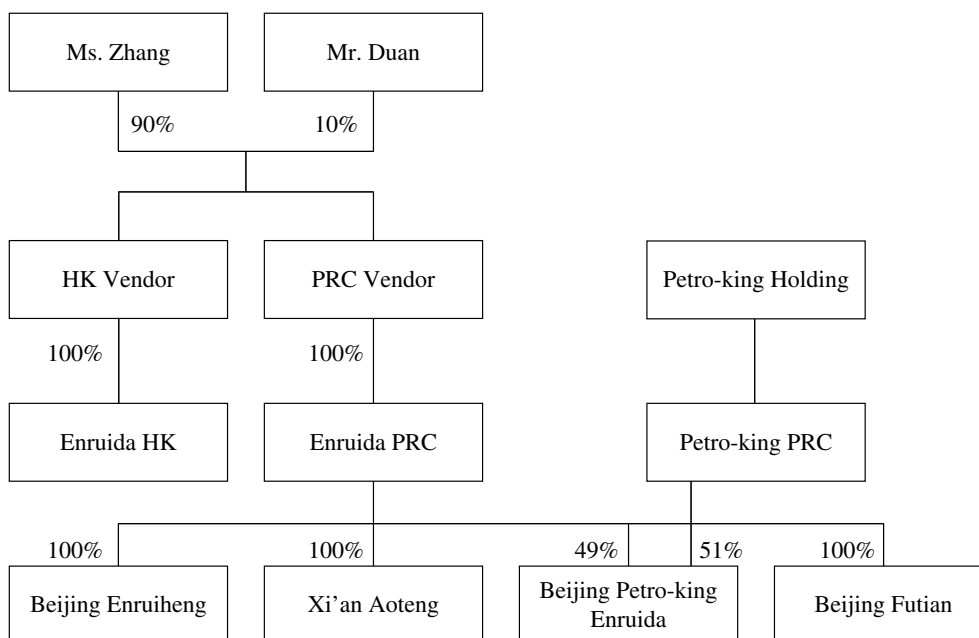 Ms. Zhang
Mr. Duan
90%
10%
HK Vendor
PRC Vendor
Petro-king Holding
100%
100%
Enruida HK
Enruida PRC
Petro-king PRC
100%
100%
49%
51%
100%
Beijing Enruiheng
Xi’an Aoteng
Beijing Petro-king
Enruida
Beijing Futian